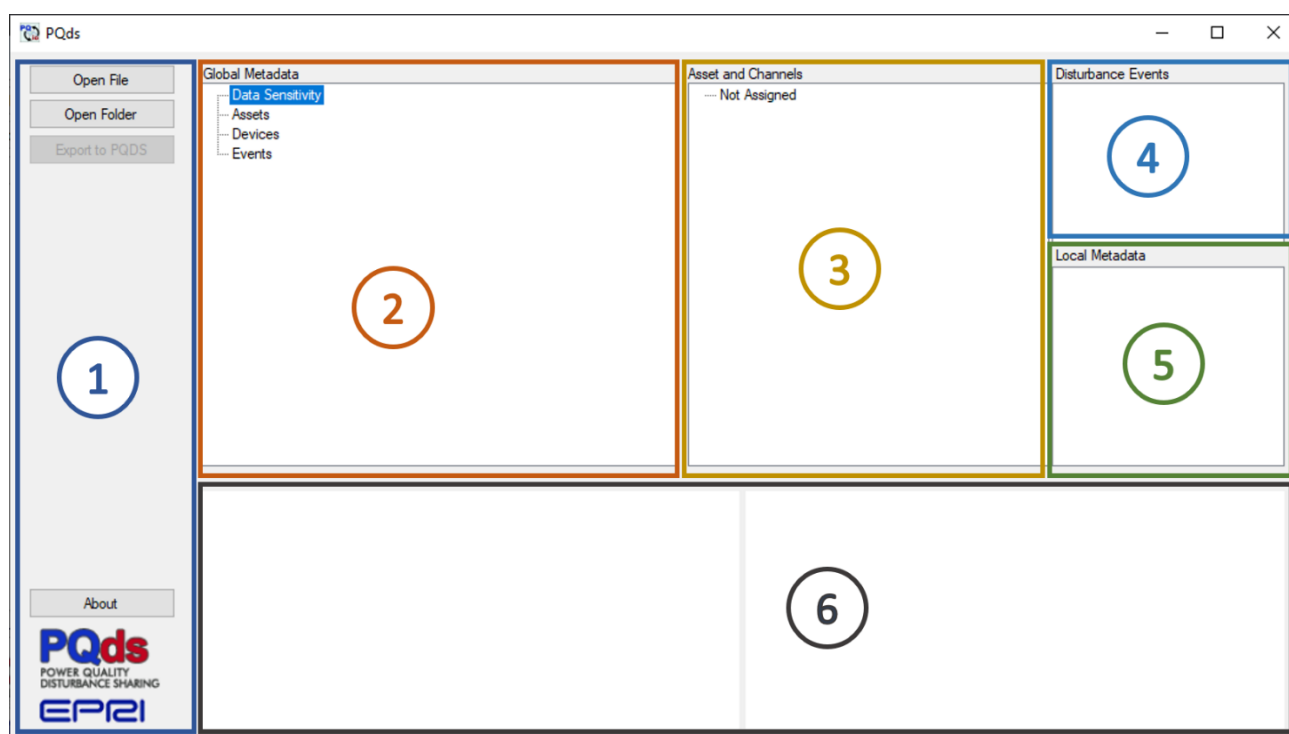 PQds
Open File
Open Folder
Export to PQDS
1
About
PQds
POWER QUALITY
DISTURBANCE SHARING
EPRI
Global Metadata
Data Sensitivity
Assets
Devices
Events
2
Asset and Channels
Not Assigned
3
Disturbance Events
4
Local Metadata
5
6